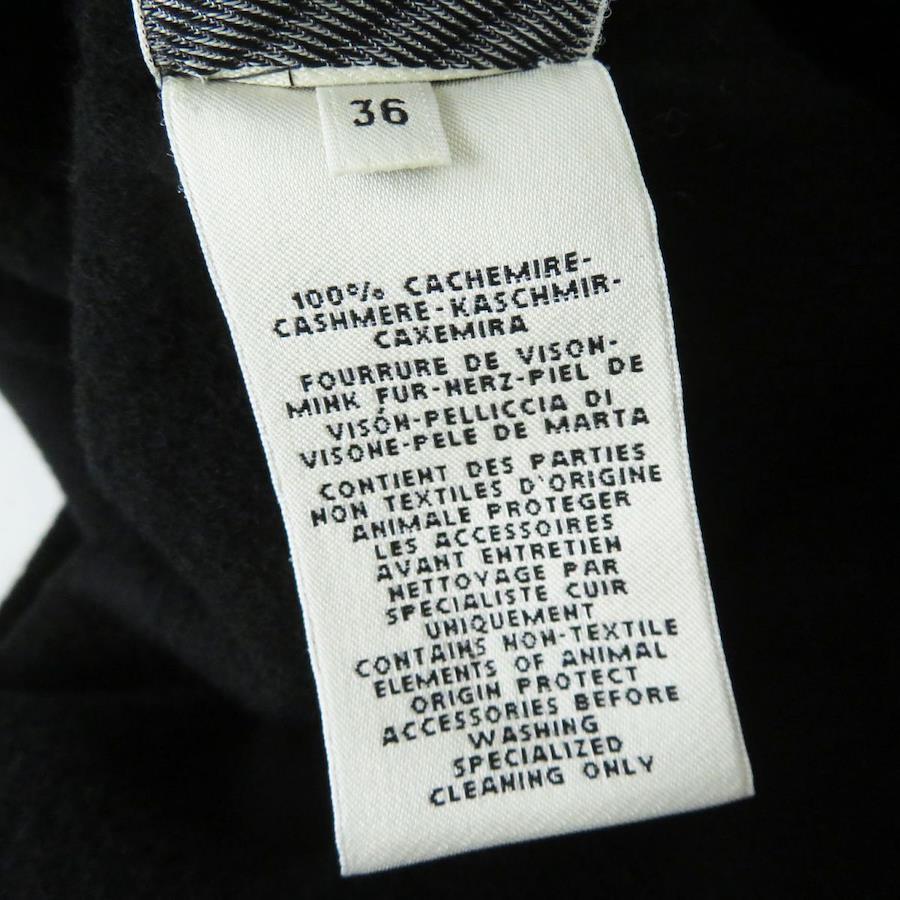 36
100% CACHEMIRE-
CASHMERE-KASCHMIR-
CAXEMIRA
FOURRURE DE VISON-
MINK FUR-NERZ-PIEL DE
VISÓN-PELLICCIA DI
VISONE-PELE DE MARTA
CONTIENT DES PARTIES
NON TEXTILES D'ORIGINE
ANIMALE PROTEGER
LES ACCESSOIRES
AVANT ENTRETIEN
NETTOYAGE PAR
SPECIALISTE CUIR
UNIQUEMENT
CONTAINS NON-TEXTILE
ELEMENTS OF ANIMAL
ORIGIN PROTECT
ACCESSORIES BEFORE
WASHING
SPECIALIZED
CLEANING ONLY